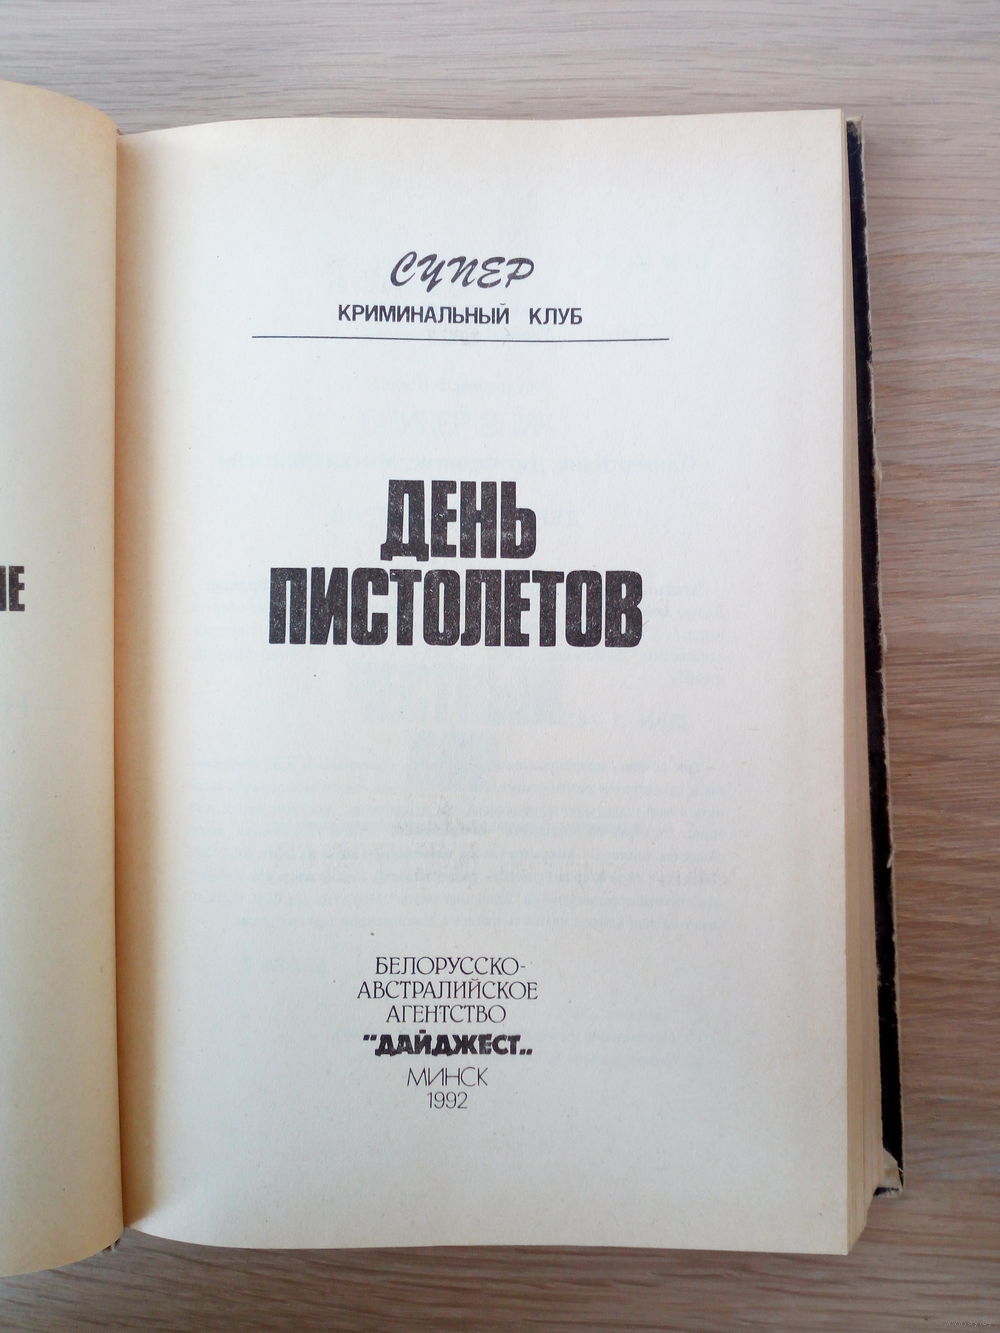 СУПЕР
КРИМИНАЛЬНЫЙ КЛУБ
ДЕНЬ
ПИСТОЛЕТОВ
БЕЛОРУССКО-
АВСТРАЛИЙСКОЕ
АГЕНТСТВО
"ДАЙДЖЕСТ"
МИНСК
1992